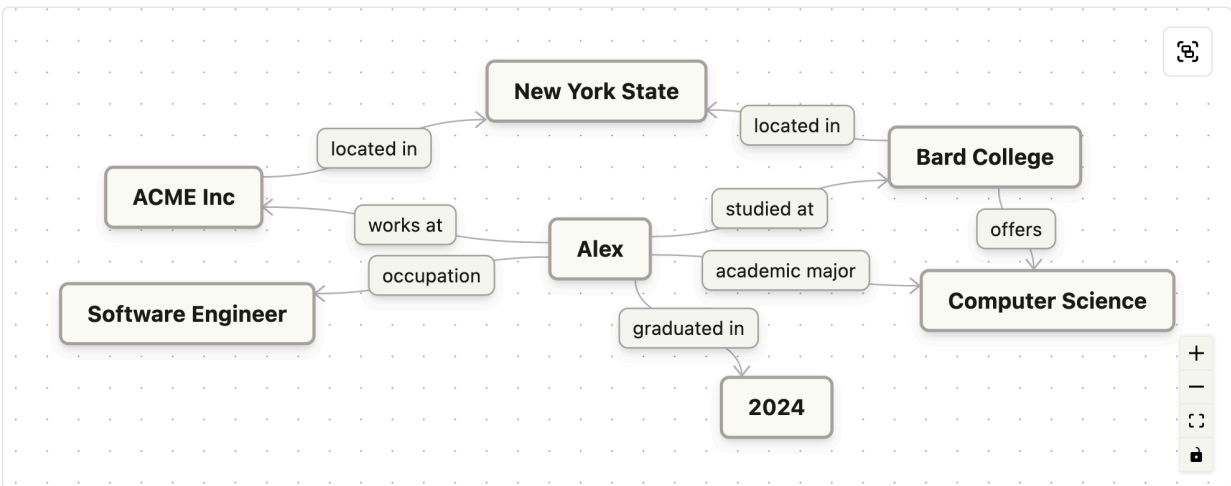 New York State
located in
located in
Bard College
ACME Inc
works at
studied at
Alex
offers
occupation
academic major
Software Engineer
Computer Science
graduated in
2024